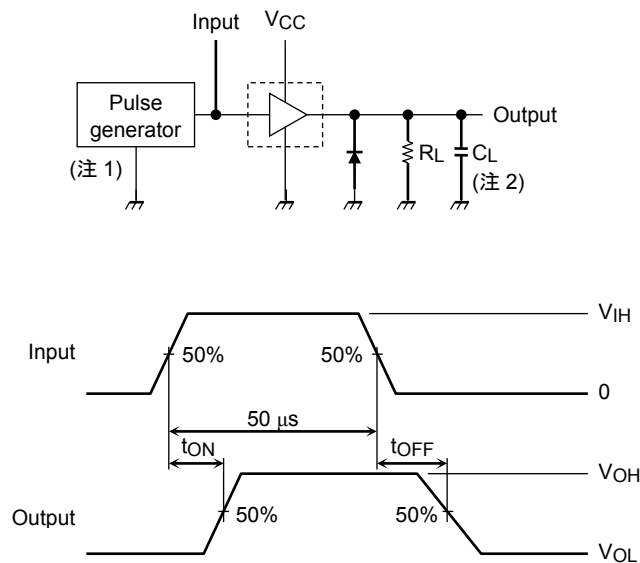 Input
VCC
Pulse
generator
(注 1)
Output
RL
CL
(注 2)
Input
50%
50%
VIH
0
50 μs
tON
tOFF
Output
50%
50%
VOH
VOL